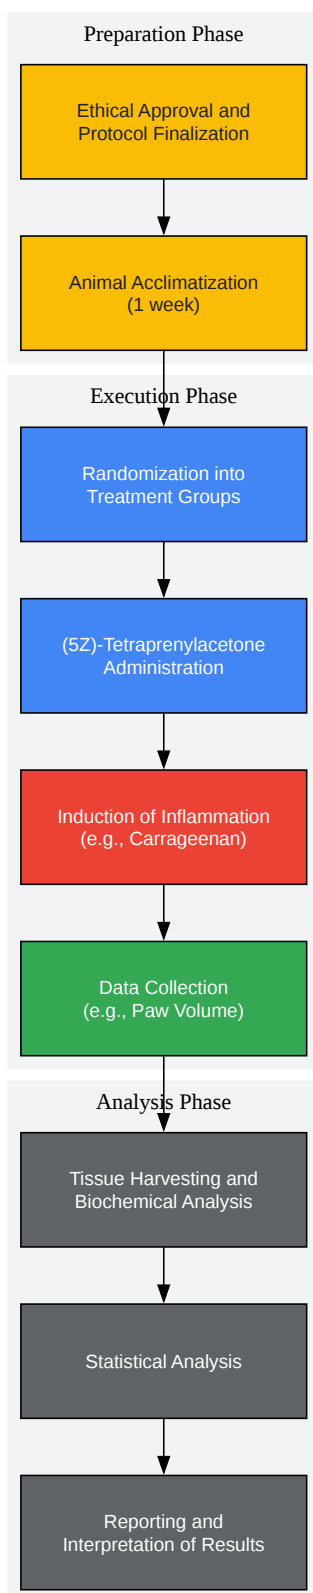 Preparation Phase
Ethical Approval and
Protocol Finalization
Animal Acclimatization
(1 week)
Execution Phase
Randomization into
Treatment Groups
(5Z)-Tetraprenylacetone
Administration
Induction of Inflammation
(e.g., Carrageenan)
Data Collection
(e.g., Paw Volume)
Analysis Phase
Tissue Harvesting and
Biochemical Analysis
Statistical Analysis
Reporting and
Interpretation of Results